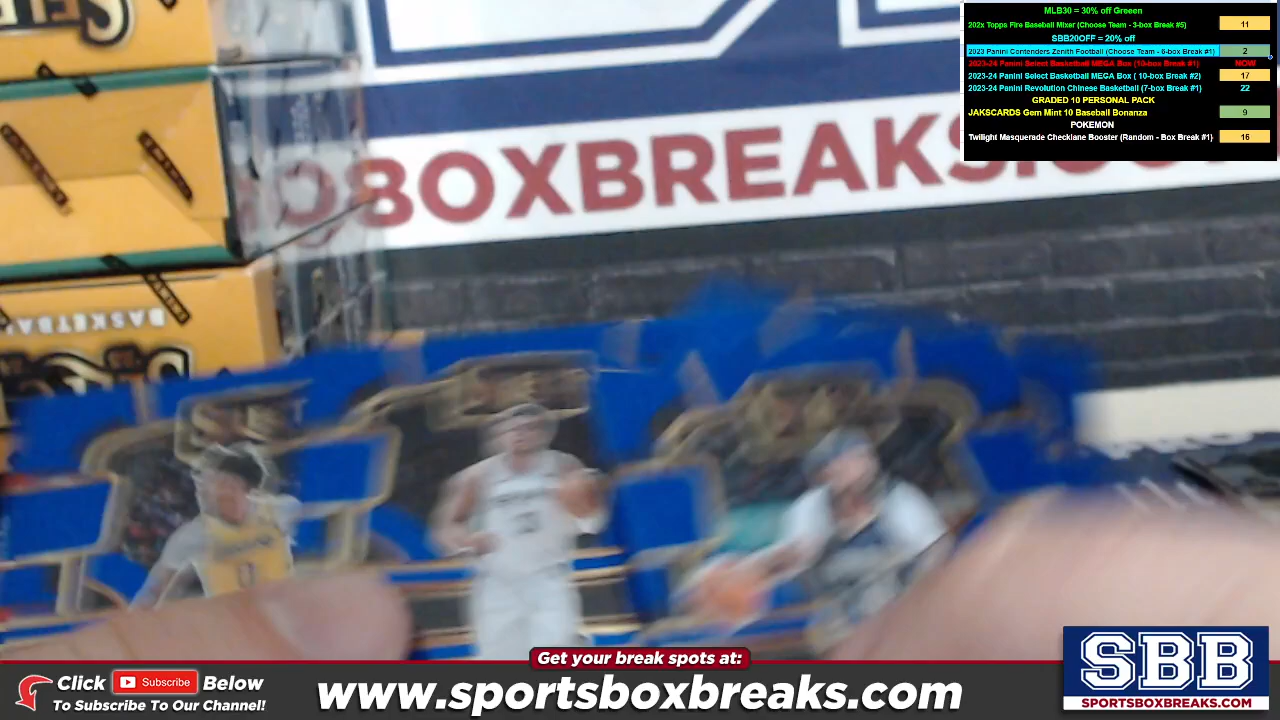 MLB30 = 30% off Greeen
202x Topps Fire Baseball Mixer (Choose Team - 3-box Break #5) 11
SBB20OFF = 20% off
2023 Panini Contenders Zenith Football (Choose Team - 6-box Break #1) 2
2023-24 Panini Select Basketball MEGA Box (10-box Break #1) NOW
2023-24 Panini Select Basketball MEGA Box ( 10-box Break #2) 17
2023-24 Panini Revolution Chinese Basketball (7-box Break #1) 22
GRADED 10 PERSONAL PACK
JAKSCARDS Gem Mint 10 Baseball Bonanza 9
POKEMON
Twilight Masquerade Checklane Booster (Random - Box Break #1) 16
BOXBREAKS.
BASKETBALL
Get your break spots at:
Click Subscribe Below
To Subscribe To Our Channel!
www.sportsboxbreaks.com
SBB
SPORTSBOXBREAKS.COM